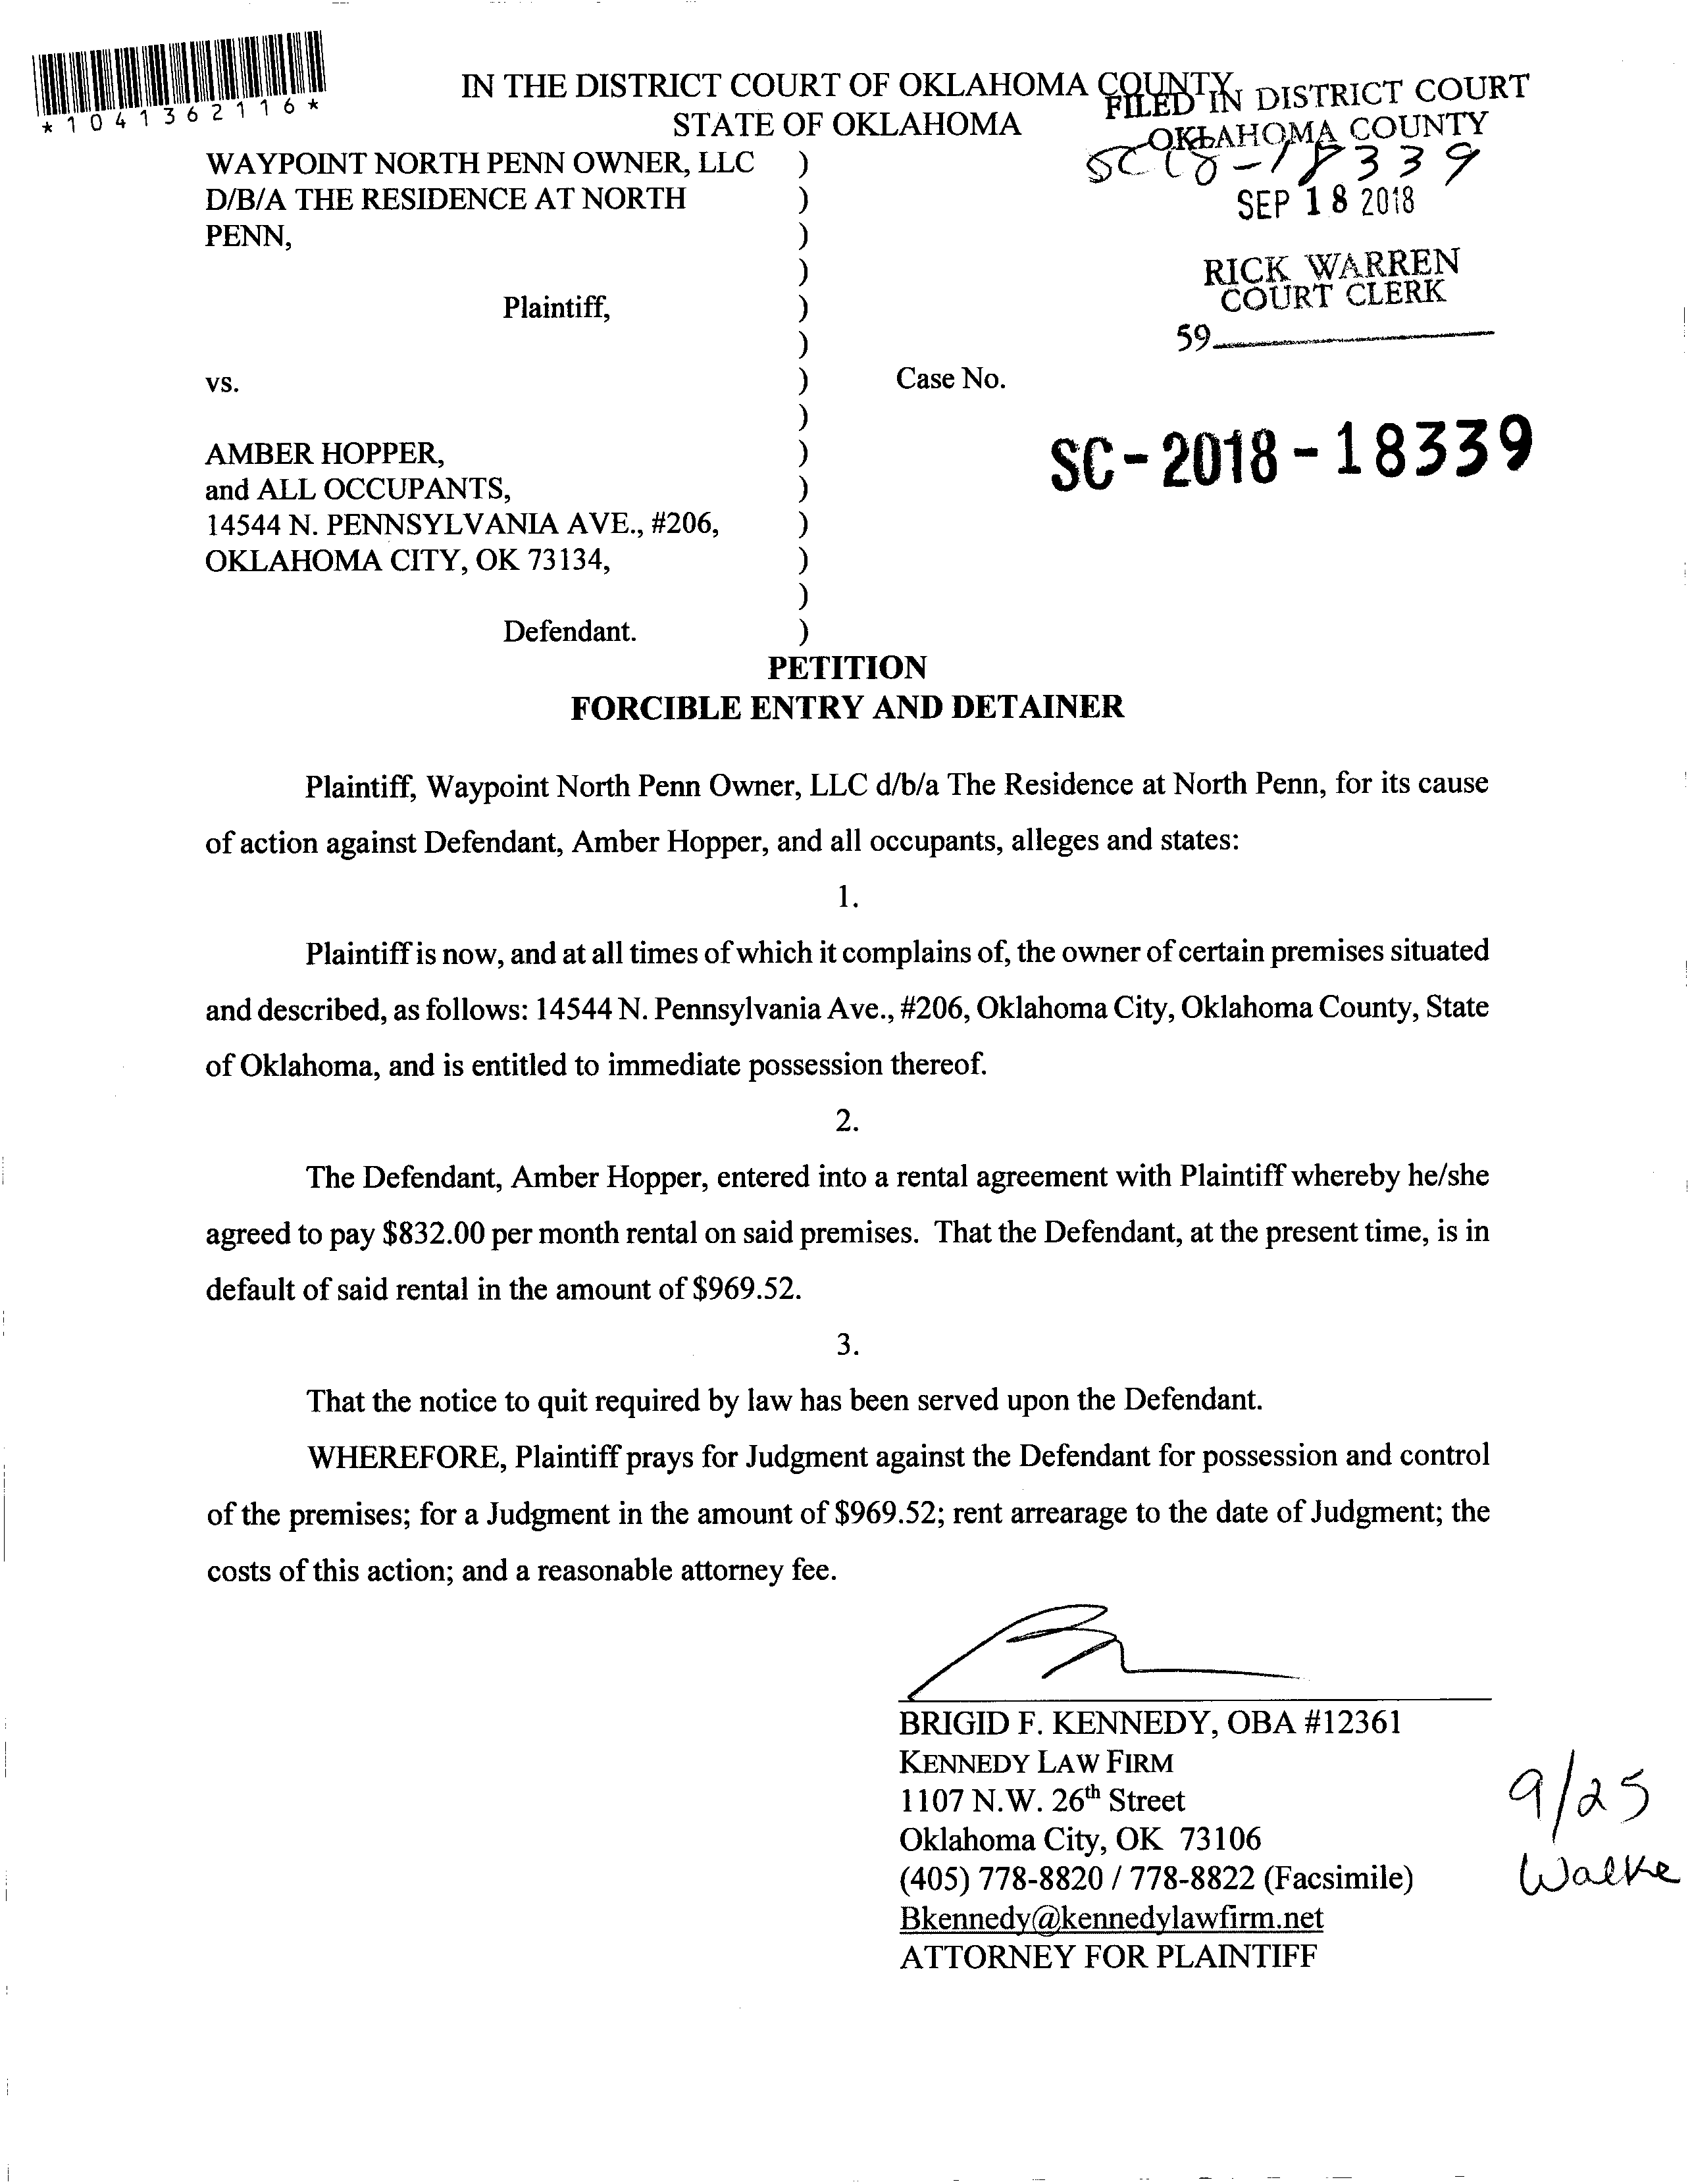 *1041362116*
IN THE DISTRICT COURT OF OKLAHOMA COUNTY
STATE OF OKLAHOMA
FILED IN DISTRICT COURT
OKLAHOMA COUNTY
SC18-18339
SEP 18 2018
RICK WARREN
COURT CLERK
59
WAYPOINT NORTH PENN OWNER, LLC )
D/B/A THE RESIDENCE AT NORTH )
PENN, )
)
Plaintiff, )
)
vs. ) Case No.
)
SC-2018-18339
AMBER HOPPER, )
and ALL OCCUPANTS, )
14544 N. PENNSYLVANIA AVE., #206, )
OKLAHOMA CITY, OK 73134, )
)
Defendant. )
PETITION
FORCIBLE ENTRY AND DETAINER
Plaintiff, Waypoint North Penn Owner, LLC d/b/a The Residence at North Penn, for its cause
of action against Defendant, Amber Hopper, and all occupants, alleges and states:
1.
Plaintiff is now, and at all times of which it complains of, the owner of certain premises situated
and described, as follows: 14544 N. Pennsylvania Ave., #206, Oklahoma City, Oklahoma County, State
of Oklahoma, and is entitled to immediate possession thereof.
2.
The Defendant, Amber Hopper, entered into a rental agreement with Plaintiff whereby he/she
agreed to pay $832.00 per month rental on said premises. That the Defendant, at the present time, is in
default of said rental in the amount of $969.52.
3.
That the notice to quit required by law has been served upon the Defendant.
WHEREFORE, Plaintiff prays for Judgment against the Defendant for possession and control
of the premises; for a Judgment in the amount of $969.52; rent arrearage to the date of Judgment; the
costs of this action; and a reasonable attorney fee.
BRIGID F. KENNEDY, OBA #12361
KENNEDY LAW FIRM
1107 N.W. 26th Street
Oklahoma City, OK 73106
(405) 778-8820 / 778-8822 (Facsimile)
Bkennedy@kennedylawfirm.net
ATTORNEY FOR PLAINTIFF
9/25
Walke